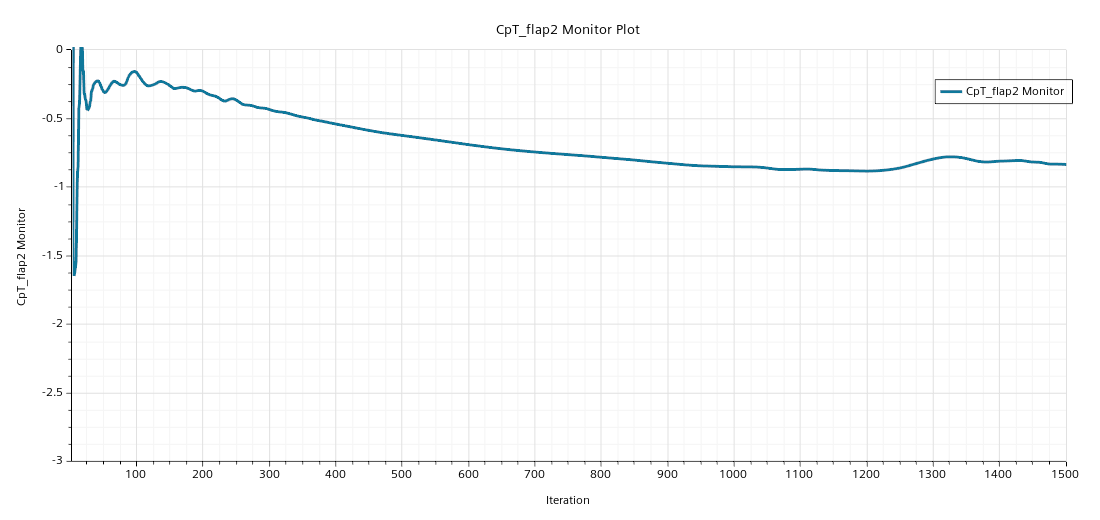 CpT_flap2 Monitor Plot
CpT_flap2 Monitor
CpT_flap2 Monitor
0
-0.5
-1
-1.5
-2
-2.5
-3
100 200 300 400 500 600 700 800 900 1000 1100 1200 1300 1400 1500
Iteration